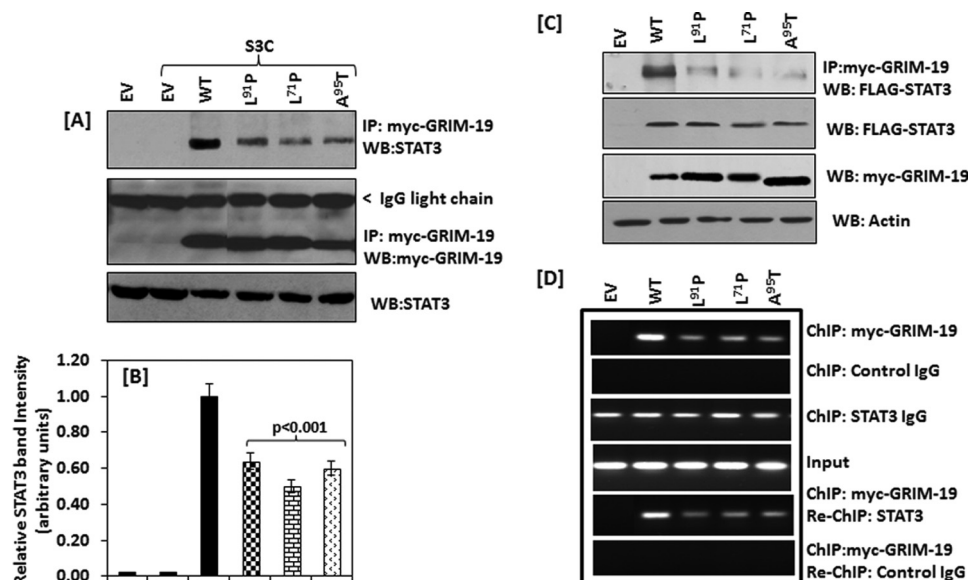 S3C
EV EV WT L91P L71P A95T
[A]
IP: myc-GRIM-19
WB:STAT3
< IgG light chain
IP: myc-GRIM-19
WB:myc-GRIM-19
WB:STAT3
[B]
Relative STAT3 band Intensity
(arbitrary units)
1.20
1.00
0.80
0.60
0.40
0.20
0.00
p<0.001
[C]
EV WT L91P L71P A95T
IP:myc-GRIM-19
WB: FLAG-STAT3
WB: FLAG-STAT3
WB: myc-GRIM-19
WB: Actin
[D]
EV WT L91P L71P A95T
ChIP: myc-GRIM-19
ChIP: Control IgG
ChIP: STAT3 IgG
Input
ChIP: myc-GRIM-19
Re-ChIP: STAT3
ChIP:myc-GRIM-19
Re-ChIP: Control IgG